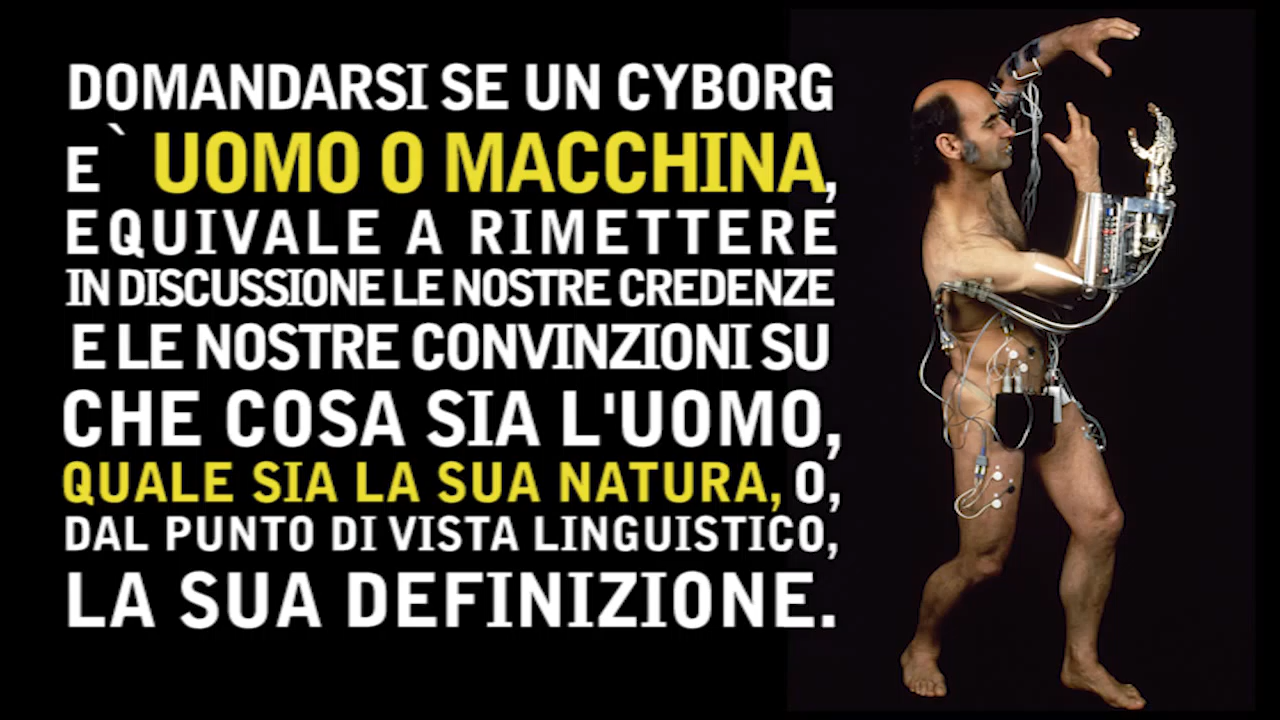 DOMANDARSI SE UN CYBORG
E` UOMO O MACCHINA,
EQUIVALE A RIMETTERE
IN DISCUSSIONE LE NOSTRE CREDENZE
E LE NOSTRE CONVINZIONI SU
CHE COSA SIA L'UOMO,
QUALE SIA LA SUA NATURA, O,
DAL PUNTO DI VISTA LINGUISTICO,
LA SUA DEFINIZIONE.